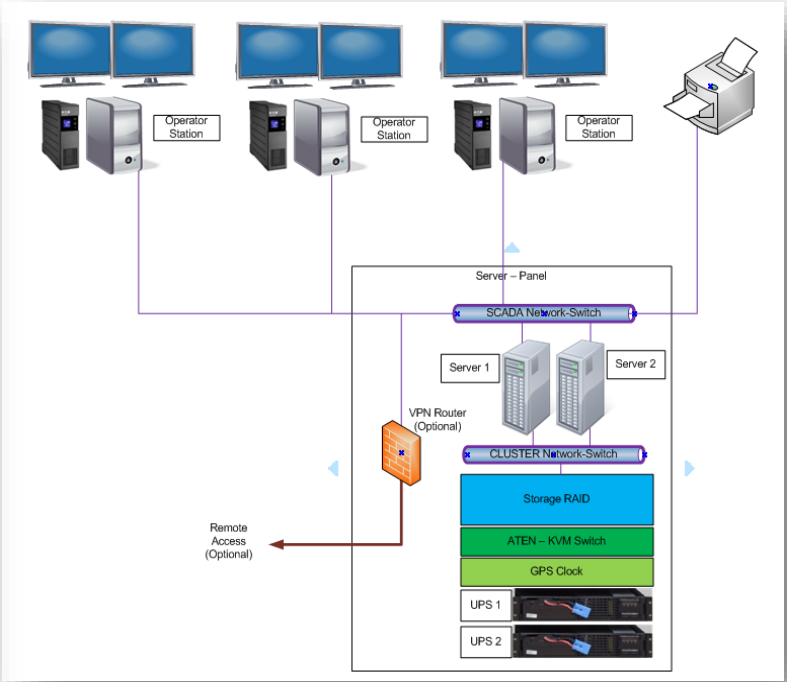 Operator
Station
Operator
Station
Operator
Station
Server – Panel
SCADA Network-Switch
Server 1
Server 2
VPN Router
(Optional)
CLUSTER Network-Switch
Storage RAID
Remote
Access
(Optional)
ATEN – KVM Switch
GPS Clock
UPS 1
UPS 2